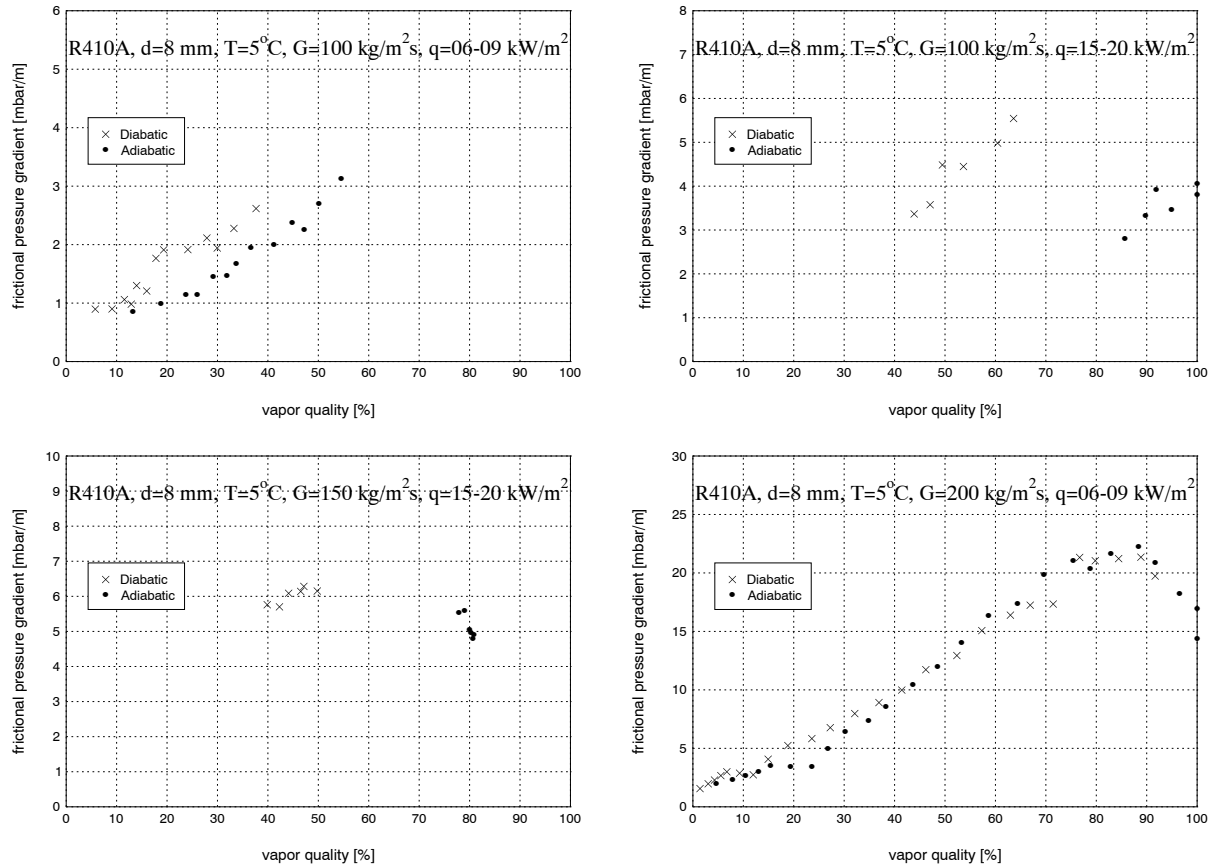 6
5
4
3
2
1
0
0 10 20 30 40 50 60 70 80 90 100
frictional pressure gradient [mbar/m]
vapor quality [%]
R410A, d=8 mm, T=5°C, G=100 kg/m²s, q=06-09 kW/m²
Diabatic
Adiabatic
8
7
6
5
4
3
2
1
0
0 10 20 30 40 50 60 70 80 90 100
frictional pressure gradient [mbar/m]
vapor quality [%]
R410A, d=8 mm, T=5°C, G=100 kg/m²s, q=15-20 kW/m²
Diabatic
Adiabatic
10
9
8
7
6
5
4
3
2
1
0
0 10 20 30 40 50 60 70 80 90 100
frictional pressure gradient [mbar/m]
vapor quality [%]
R410A, d=8 mm, T=5°C, G=150 kg/m²s, q=15-20 kW/m²
Diabatic
Adiabatic
30
25
20
15
10
5
0
0 10 20 30 40 50 60 70 80 90 100
frictional pressure gradient [mbar/m]
vapor quality [%]
R410A, d=8 mm, T=5°C, G=200 kg/m²s, q=06-09 kW/m²
Diabatic
Adiabatic